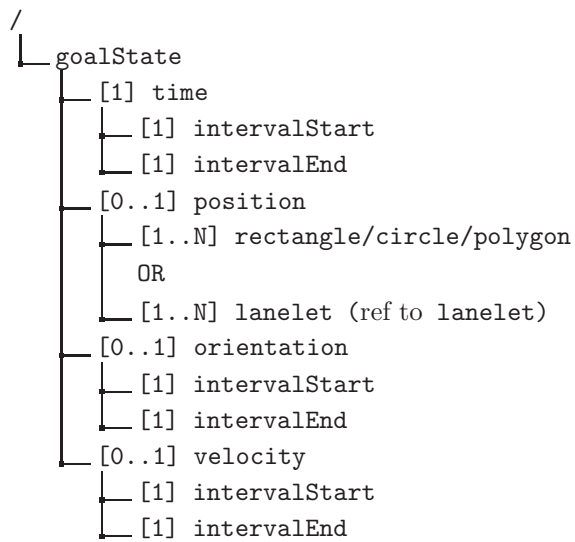 /
goalState
[1] time
[1] intervalStart
[1] intervalEnd
[0..1] position
[1..N] rectangle/circle/polygon
OR
[1..N] lanelet (ref to lanelet)
[0..1] orientation
[1] intervalStart
[1] intervalEnd
[0..1] velocity
[1] intervalStart
[1] intervalEnd